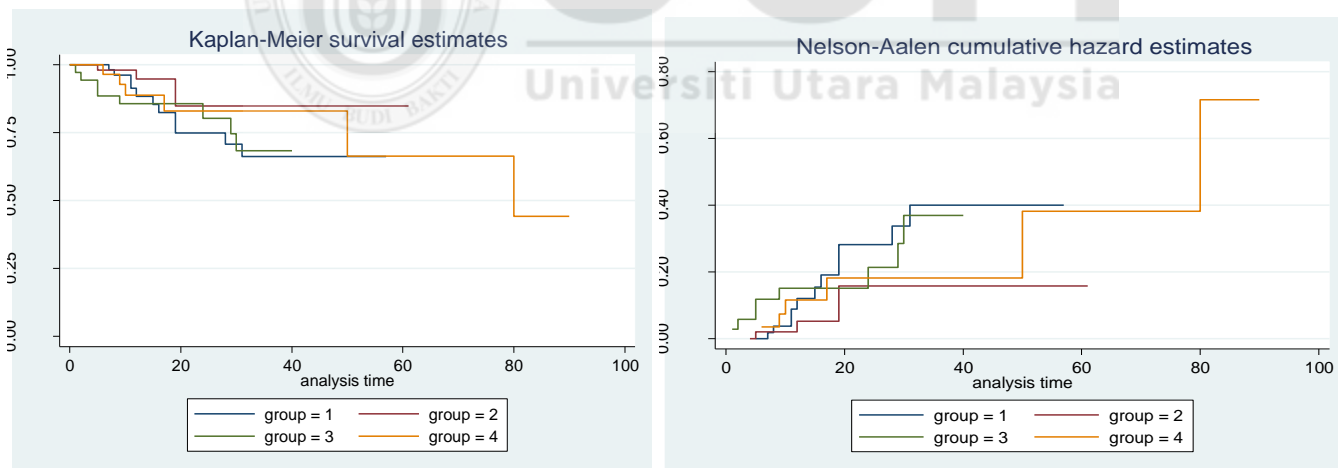 Kaplan-Meier survival estimates
1.00
0.75
0.50
0.25
0.00
0 20 40 60 80 100
analysis time
group = 1 group = 2
group = 3 group = 4
ILMU BUDI BAKTI
Universiti Utara Malaysia
Nelson-Aalen cumulative hazard estimates
0.80
0.60
0.40
0.20
0.00
0 20 40 60 80 100
analysis time
group = 1 group = 2
group = 3 group = 4